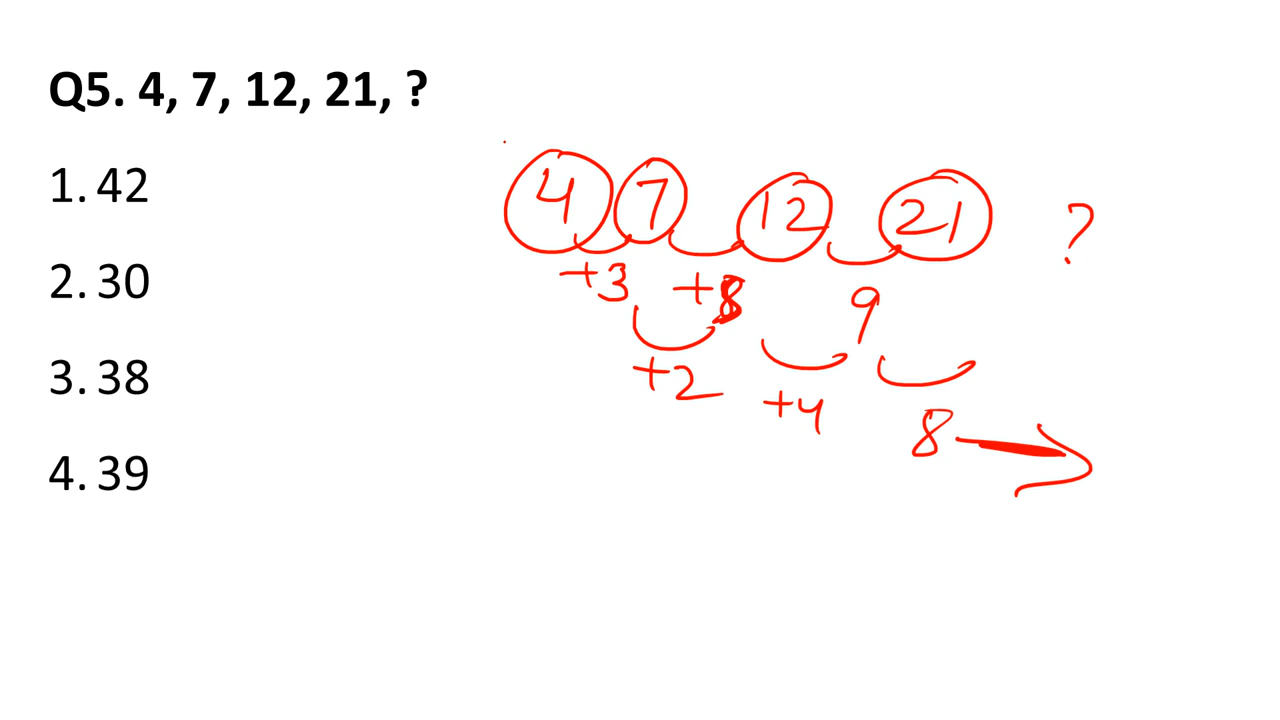 Q5. 4, 7, 12, 21, ?
1. 42
2. 30
3. 38
4. 39
4 7 12 21 ?
+3 +8 9
+2 +4 8